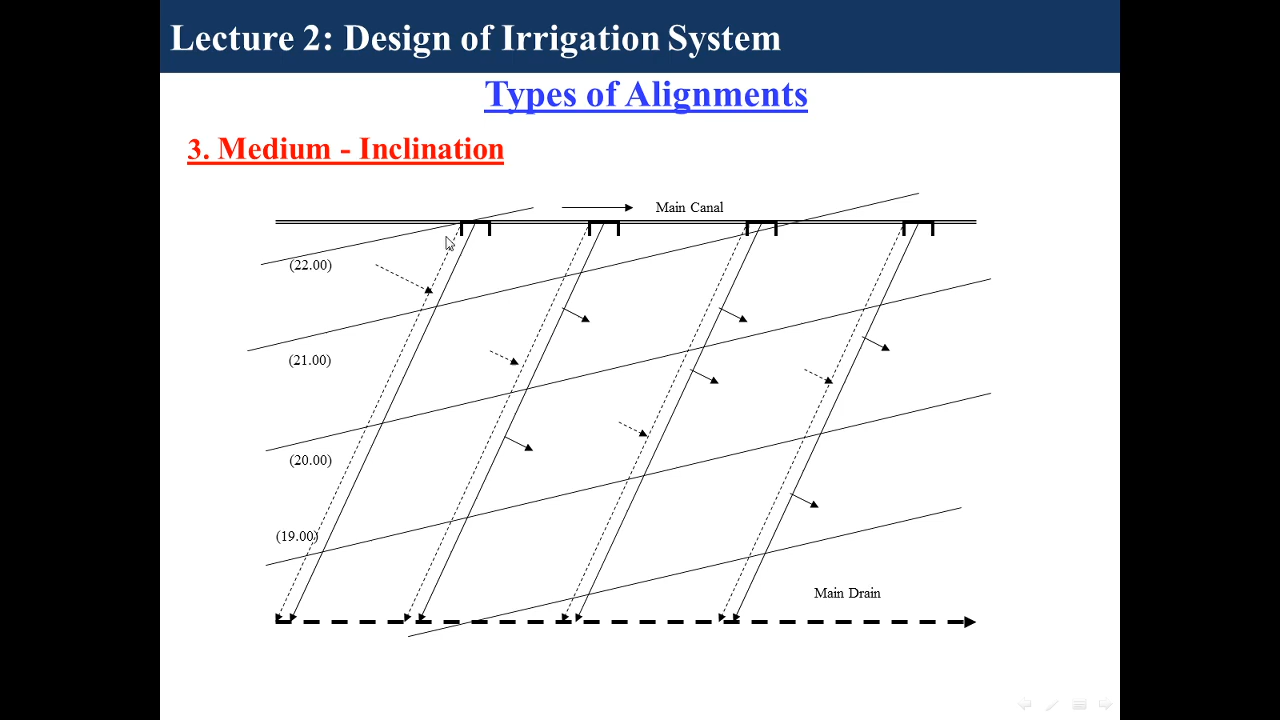 Lecture 2: Design of Irrigation System
Types of Alignments
3. Medium - Inclination
Main Canal
(22.00)
(21.00)
(20.00)
(19.00)
Main Drain